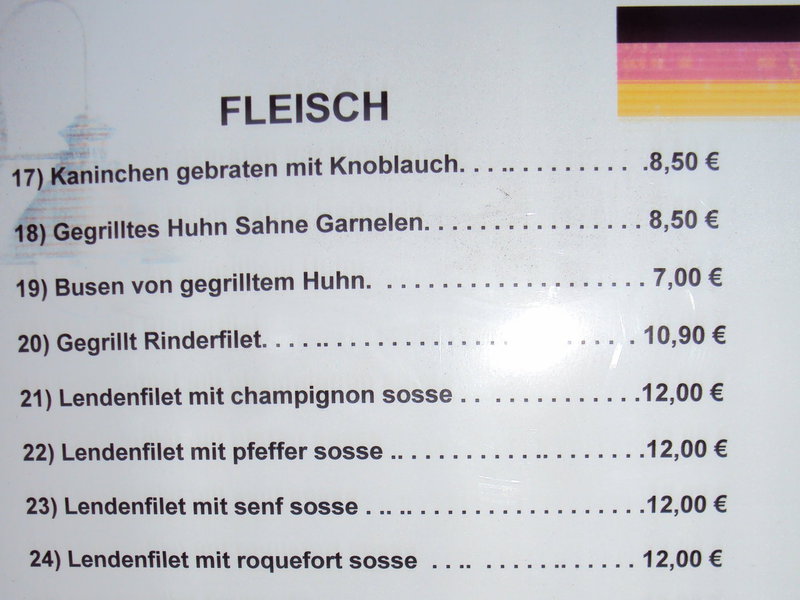 FLEISCH
17) Kaninchen gebraten mit Knoblauch. . . ... . . . . . . . . . .8,50 €
18) Gegrilltes Huhn Sahne Garnelen. . . . . . . . . . . . . . . . 8,50 €
19) Busen von gegrilltem Huhn. . . . . . . . . . . . . . . . . . . . 7,00 €
20) Gegrillt Rinderfilet. . . . ... . . . . . . . . . . . . . . . . . . 10,90 €
21) Lendenfilet mit champignon sosse . . . . . . . . . . . . .12,00 €
22) Lendenfilet mit pfeffer sosse .. . . . . . . . . . ... . . . . . . .12,00 €
23) Lendenfilet mit senf sosse . ... ... . . . . . . . . . . . . . . . .12,00 €
24) Lendenfilet mit roquefort sosse . . .. . . . . ... . . . . . 12,00 €